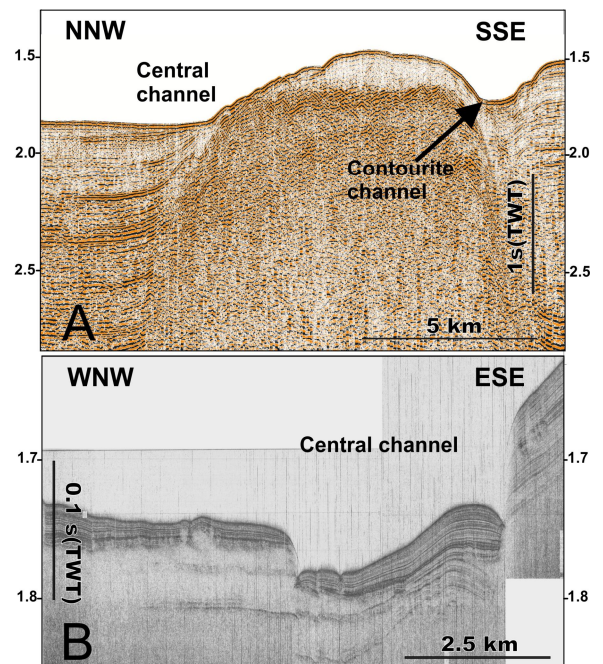 NNW SSE
1.5 1.5
Central
channel
2.0 2.0
Contourite
channel
1s(TWT)
2.5 2.5
5 km
A
WNW ESE
Central channel
1.7 1.7
0.1 s(TWT)
1.8 1.8
2.5 km
B